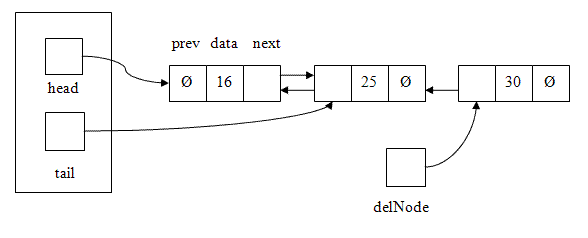 prev data next
Ø 16 25 Ø 30 Ø
head
tail
delNode